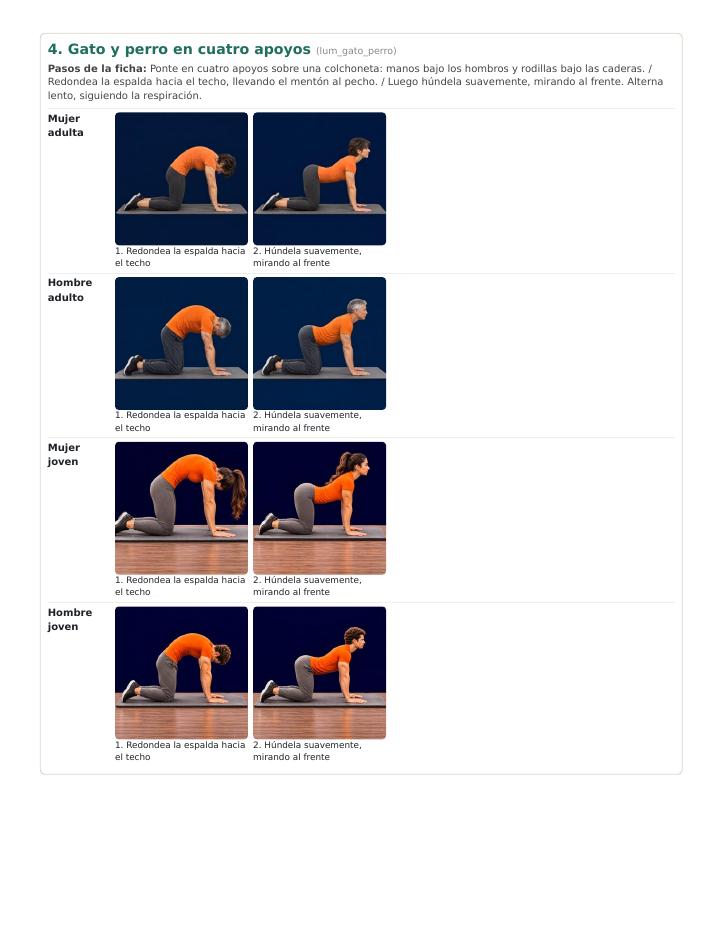 4. Gato y perro en cuatro apoyos (lum_gato_perro)
Pasos de la ficha: Ponte en cuatro apoyos sobre una colchoneta: manos bajo los hombros y rodillas bajo las caderas. /
Redondea la espalda hacia el techo, llevando el mentón al pecho. / Luego húndela suavemente, mirando al frente. Alterna
lento, siguiendo la respiración.
Mujer
adulta
1. Redondea la espalda hacia
el techo
2. Húndela suavemente,
mirando al frente
Hombre
adulto
1. Redondea la espalda hacia
el techo
2. Húndela suavemente,
mirando al frente
Mujer
joven
1. Redondea la espalda hacia
el techo
2. Húndela suavemente,
mirando al frente
Hombre
joven
1. Redondea la espalda hacia
el techo
2. Húndela suavemente,
mirando al frente